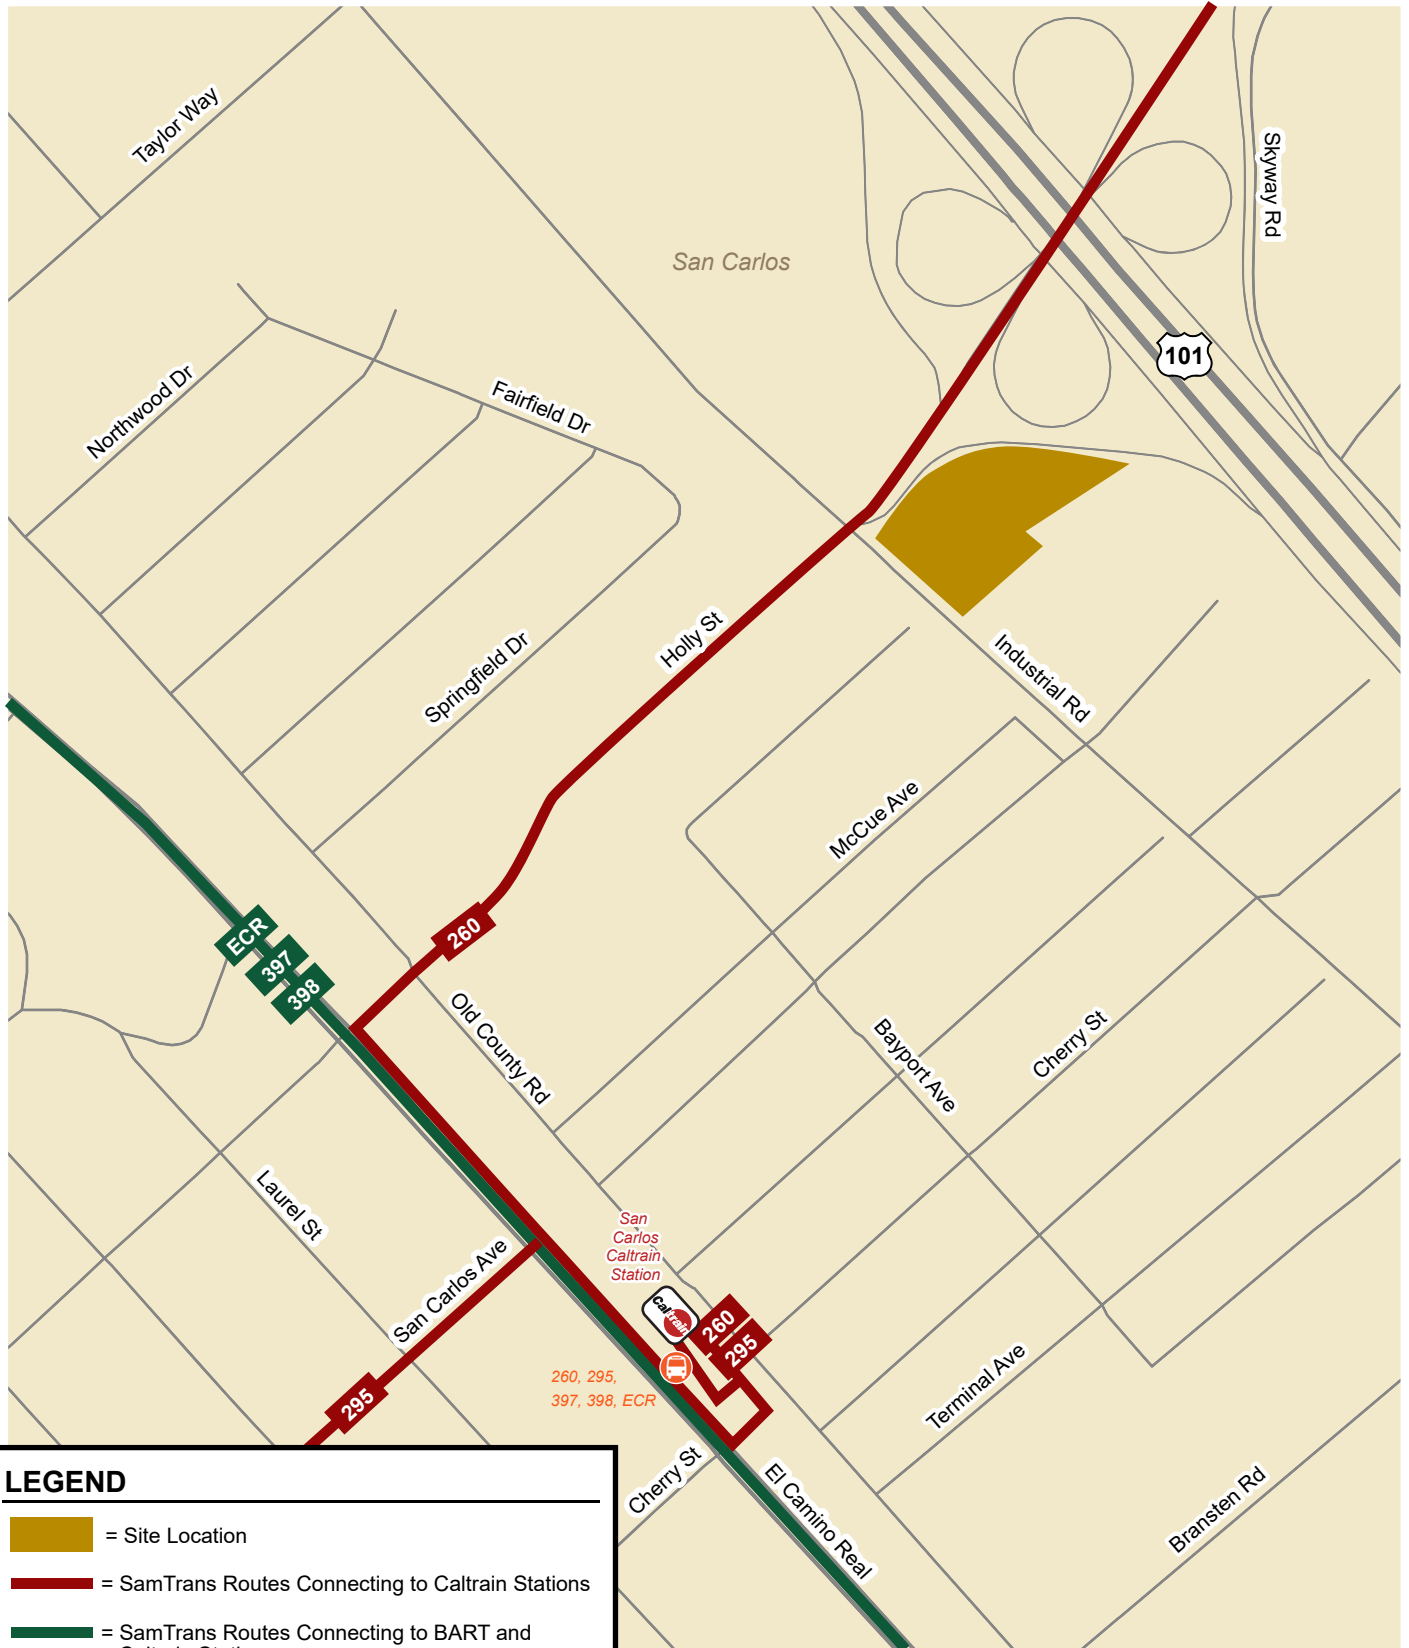 Taylor Way
Skyway Rd
San Carlos
101
Northwood Dr
Fairfield Dr
Holly St
Springfield Dr
Industrial Rd
McCue Ave
260
ECR
397
398
Old County Rd
Bayport Ave
Cherry St
Laurel St
San Carlos Ave
San
Carlos
Caltrain
Station
Caltrain
260
295
260, 295,
397, 398, ECR
295
Terminal Ave
Cherry St
El Camino Real
Bransten Rd
LEGEND
= Site Location
= SamTrans Routes Connecting to Caltrain Stations
= SamTrans Routes Connecting to BART and